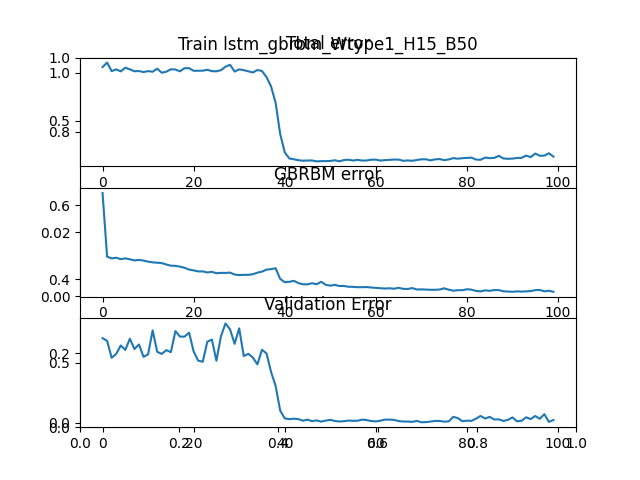 Train lstm_gbrbm_Wtype1_H15_B50
Total error
1.0
1.0
0.5
0.8
0 20 40 60 80 100
GBRBM error
0.6
0.02
0.4
0.00
0 20 40 60 80 100
Validation Error
0.2
0.5
0.0
0.0
0.0 0 0.2 20 0.4 40 0.6 60 80 0.8 100 1.0